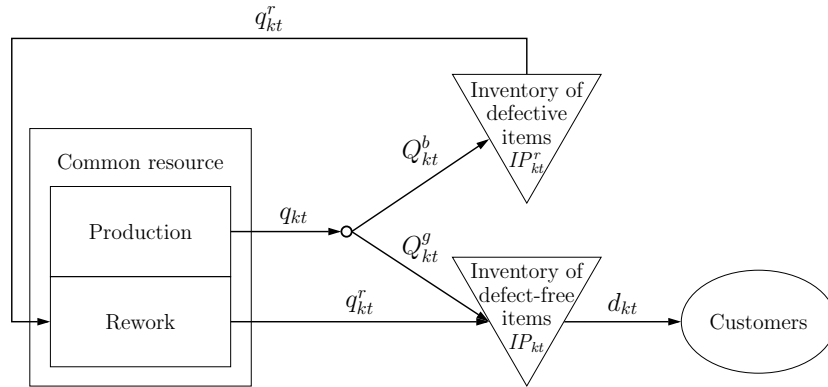 q^r_{kt}
Inventory of
defective
items
IP^r_{kt}
Common resource
Q^b_{kt}
Production
q_{kt}
Q^g_{kt}
Inventory of
defect-free
items
IP_{kt}
Rework
q^r_{kt}
d_{kt}
Customers